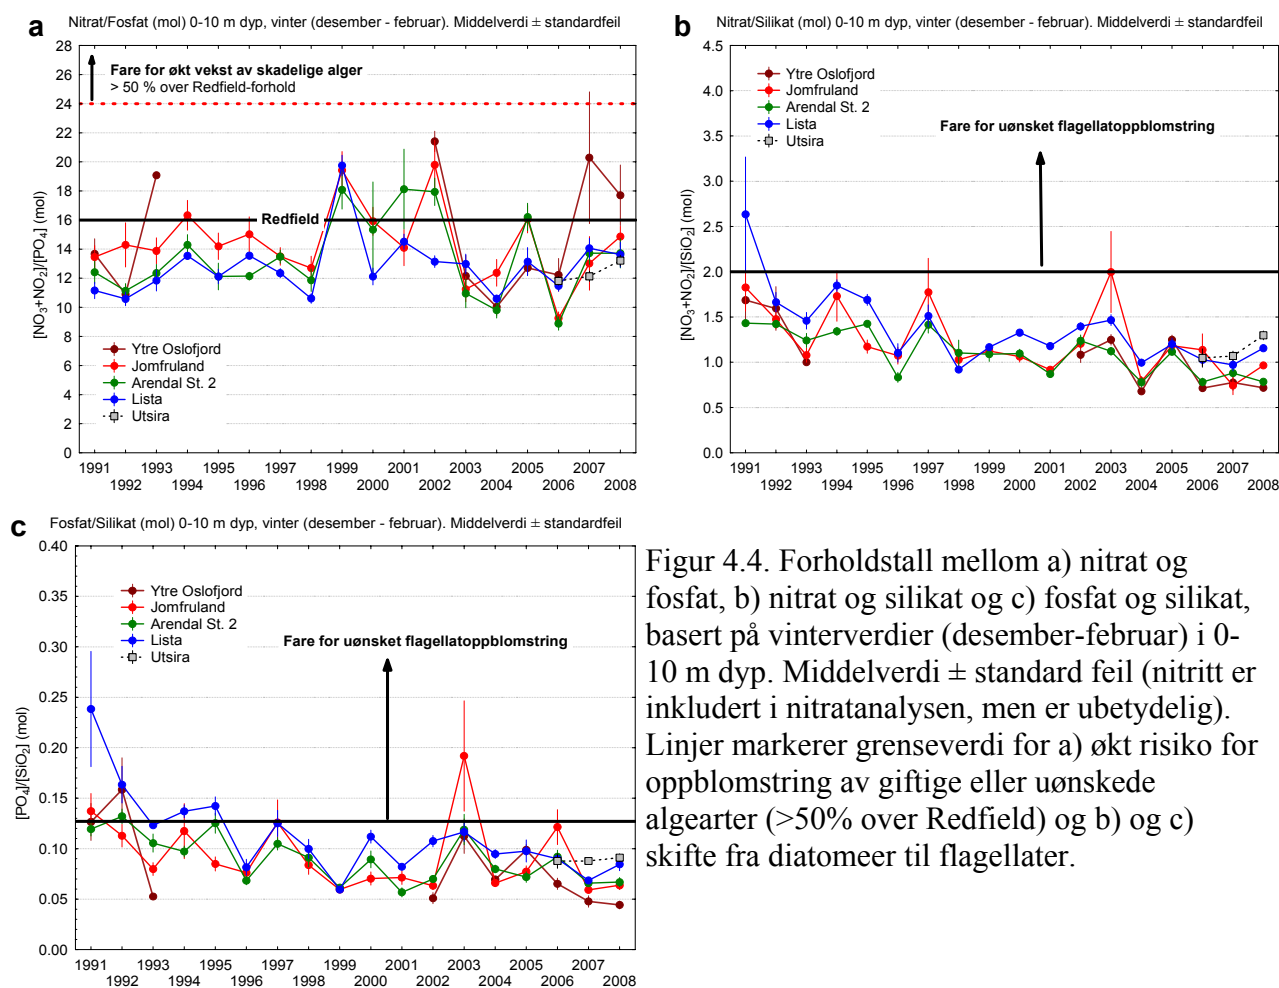 a
Nitrat/Fosfat (mol) 0-10 m dyp, vinter (desember - februar). Middelverdi ± standardfeil
[NO3+NO2]/[PO4] (mol)
28
26
24
22
20
18
16
14
12
10
8
6
4
2
0
Fare for økt vekst av skadelige alger
> 50 % over Redfield-forhold
Redfield
Ytre Oslofjord
Jomfruland
Arendal St. 2
Lista
Utsira
1991 1993 1995 1997 1999 2001 2003 2005 2007
1992 1994 1996 1998 2000 2002 2004 2006 2008
b
Nitrat/Silikat (mol) 0-10 m dyp, vinter (desember - februar). Middelverdi ± standardfeil
[NO3+NO2]/[SiO2] (mol)
4.5
4.0
3.5
3.0
2.5
2.0
1.5
1.0
0.5
0.0
Ytre Oslofjord
Jomfruland
Arendal St. 2
Lista
Utsira
Fare for uønsket flagellatoppblomstring
1991 1993 1995 1997 1999 2001 2003 2005 2007
1992 1994 1996 1998 2000 2002 2004 2006 2008
c
Fosfat/Silikat (mol) 0-10 m dyp, vinter (desember - februar). Middelverdi ± standardfeil
[PO4]/[SiO2] (mol)
0.40
0.35
0.30
0.25
0.20
0.15
0.10
0.05
0.00
Ytre Oslofjord
Jomfruland
Arendal St. 2
Lista
Utsira
Fare for uønsket flagellatoppblomstring
1991 1993 1995 1997 1999 2001 2003 2005 2007
1992 1994 1996 1998 2000 2002 2004 2006 2008
Figur 4.4. Forholdstall mellom a) nitrat og
fosfat, b) nitrat og silikat og c) fosfat og silikat,
basert på vinterverdier (desember-februar) i 0-
10 m dyp. Middelverdi ± standard feil (nitritt er
inkludert i nitratanalysen, men er ubetydelig).
Linjer markerer grenseverdi for a) økt risiko for
oppblomstring av giftige eller uønskede
algearter (>50% over Redfield) og b) og c)
skifte fra diatomeer til flagellater.